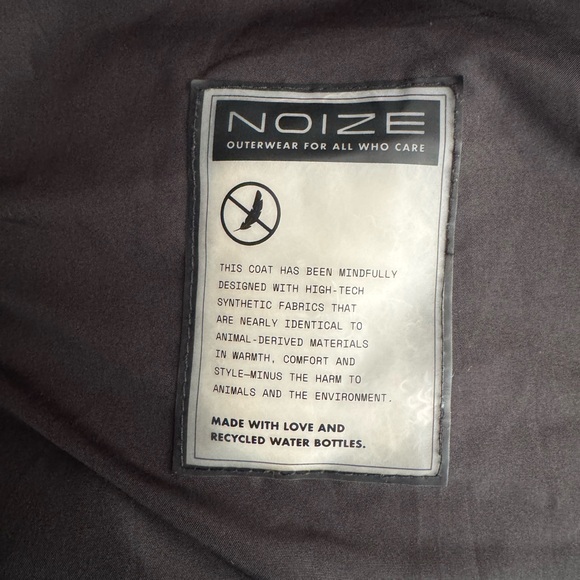 NOIZE
OUTERWEAR FOR ALL WHO CARE
THIS COAT HAS BEEN MINDFULLY
DESIGNED WITH HIGH-TECH
SYNTHETIC FABRICS THAT
ARE NEARLY IDENTICAL TO
ANIMAL-DERIVED MATERIALS
IN WARMTH, COMFORT AND
STYLE—MINUS THE HARM TO
ANIMALS AND THE ENVIRONMENT.
MADE WITH LOVE AND
RECYCLED WATER BOTTLES.